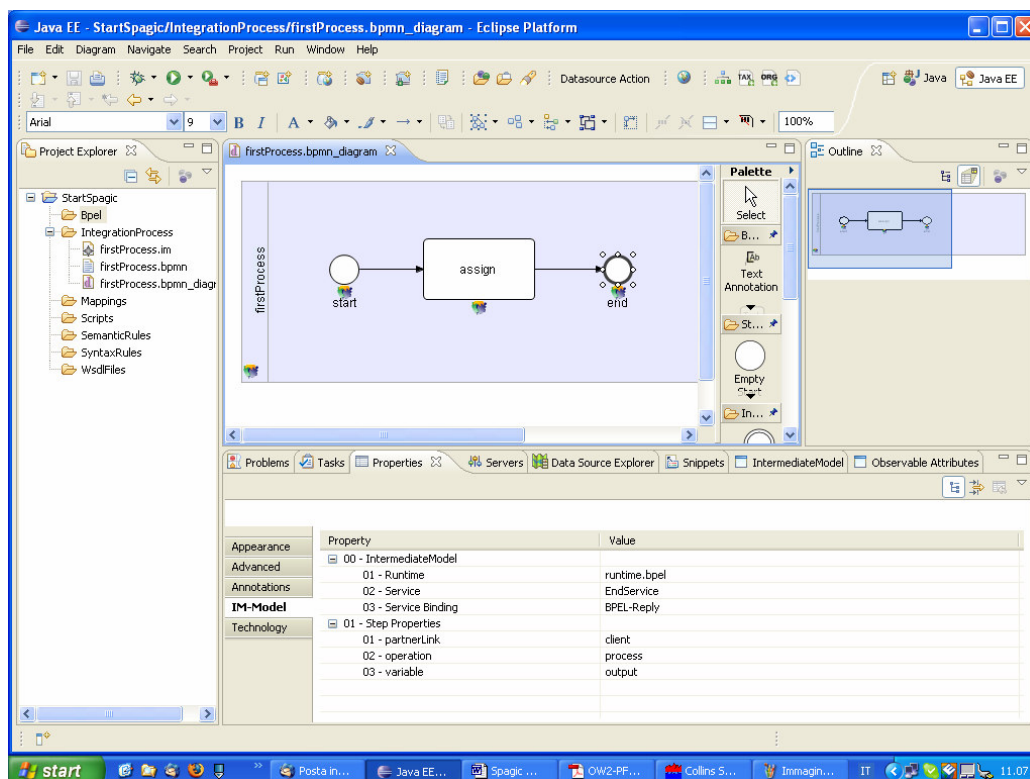 Java EE - StartSpagic/IntegrationProcess/firstProcess.bpmn_diagram - Eclipse Platform
File Edit Diagram Navigate Search Project Run Window Help
Datasource Action
TAX
ORG
Java
Java EE
Arial
9
B I A
100%
Project Explorer
StartSpagic
Bpel
IntegrationProcess
firstProcess.im
firstProcess.bpmn
firstProcess.bpmn_diagr
Mappings
Scripts
SemanticRules
SyntaxRules
WsdlFiles
firstProcess.bpmn_diagram
firstProcess
start
assign
end
Palette
Select
B...
Text
Annotation
St...
Empty
Start
In...
Outline
Problems Tasks Properties Servers Data Source Explorer Snippets IntermediateModel Observable Attributes
Appearance
Advanced
Annotations
IM-Model
Technology
Property Value
00 - IntermediateModel
01 - Runtime runtime.bpel
02 - Service EndService
03 - Service Binding BPEL-Reply
01 - Step Properties
01 - partnerLink client
02 - operation process
03 - variable output
start
Posta in...
Java EE...
Spagic ...
OW2-PF...
Collins S...
Immagin...
IT
11.07